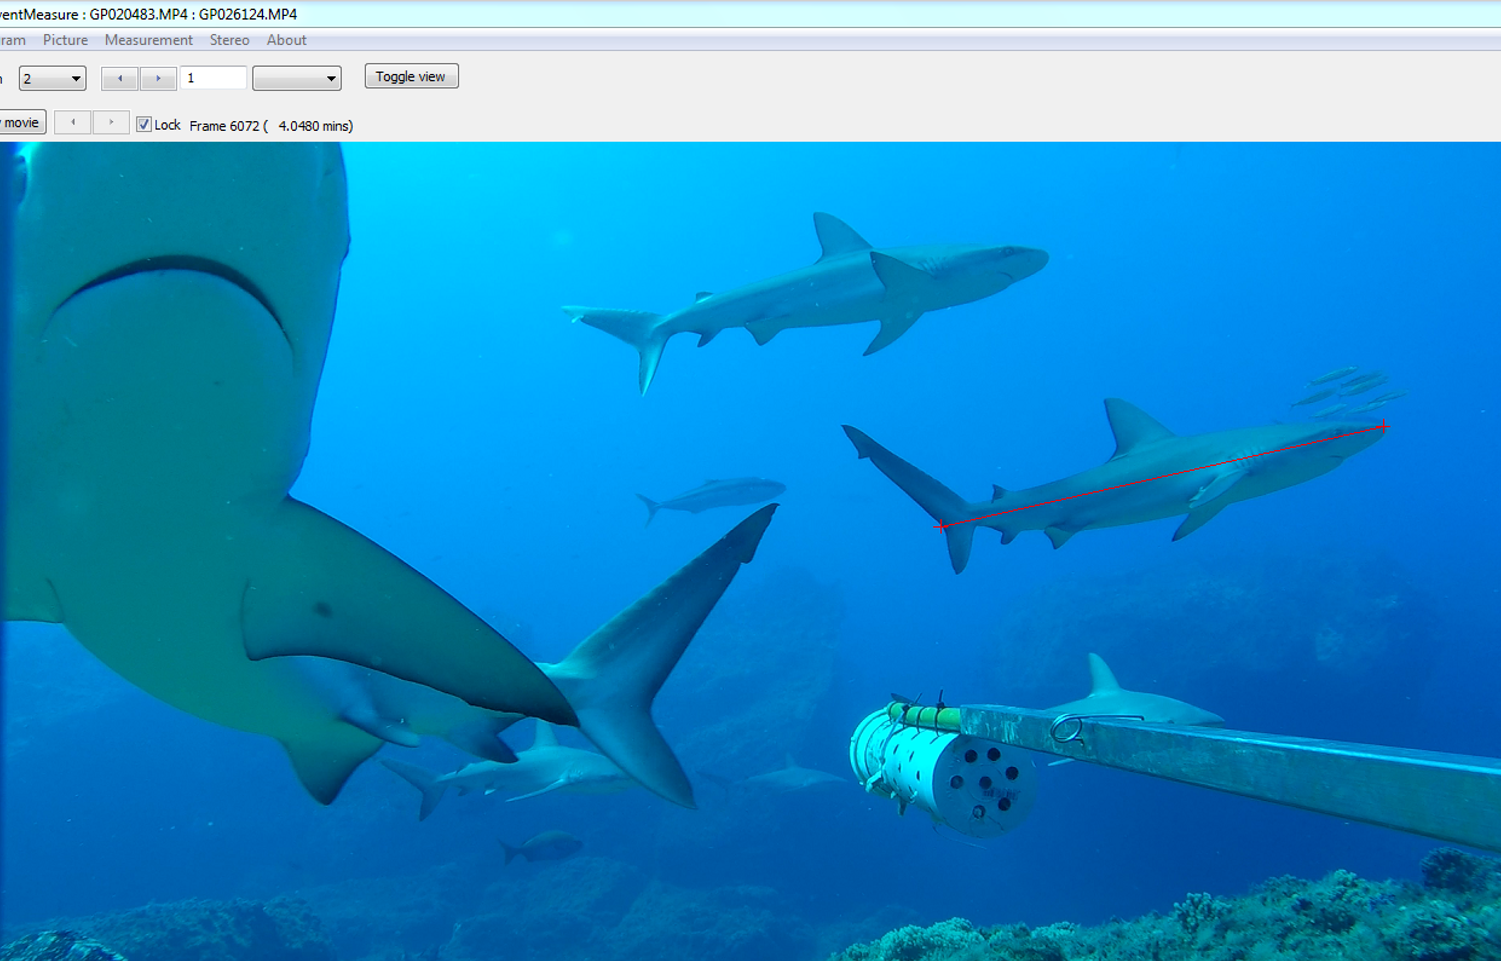 ventMeasure : GP020483.MP4 : GP026124.MP4
ram Picture Measurement Stereo About
n 2 1 Toggle view
movie Lock Frame 6072 ( 4.0480 mins)